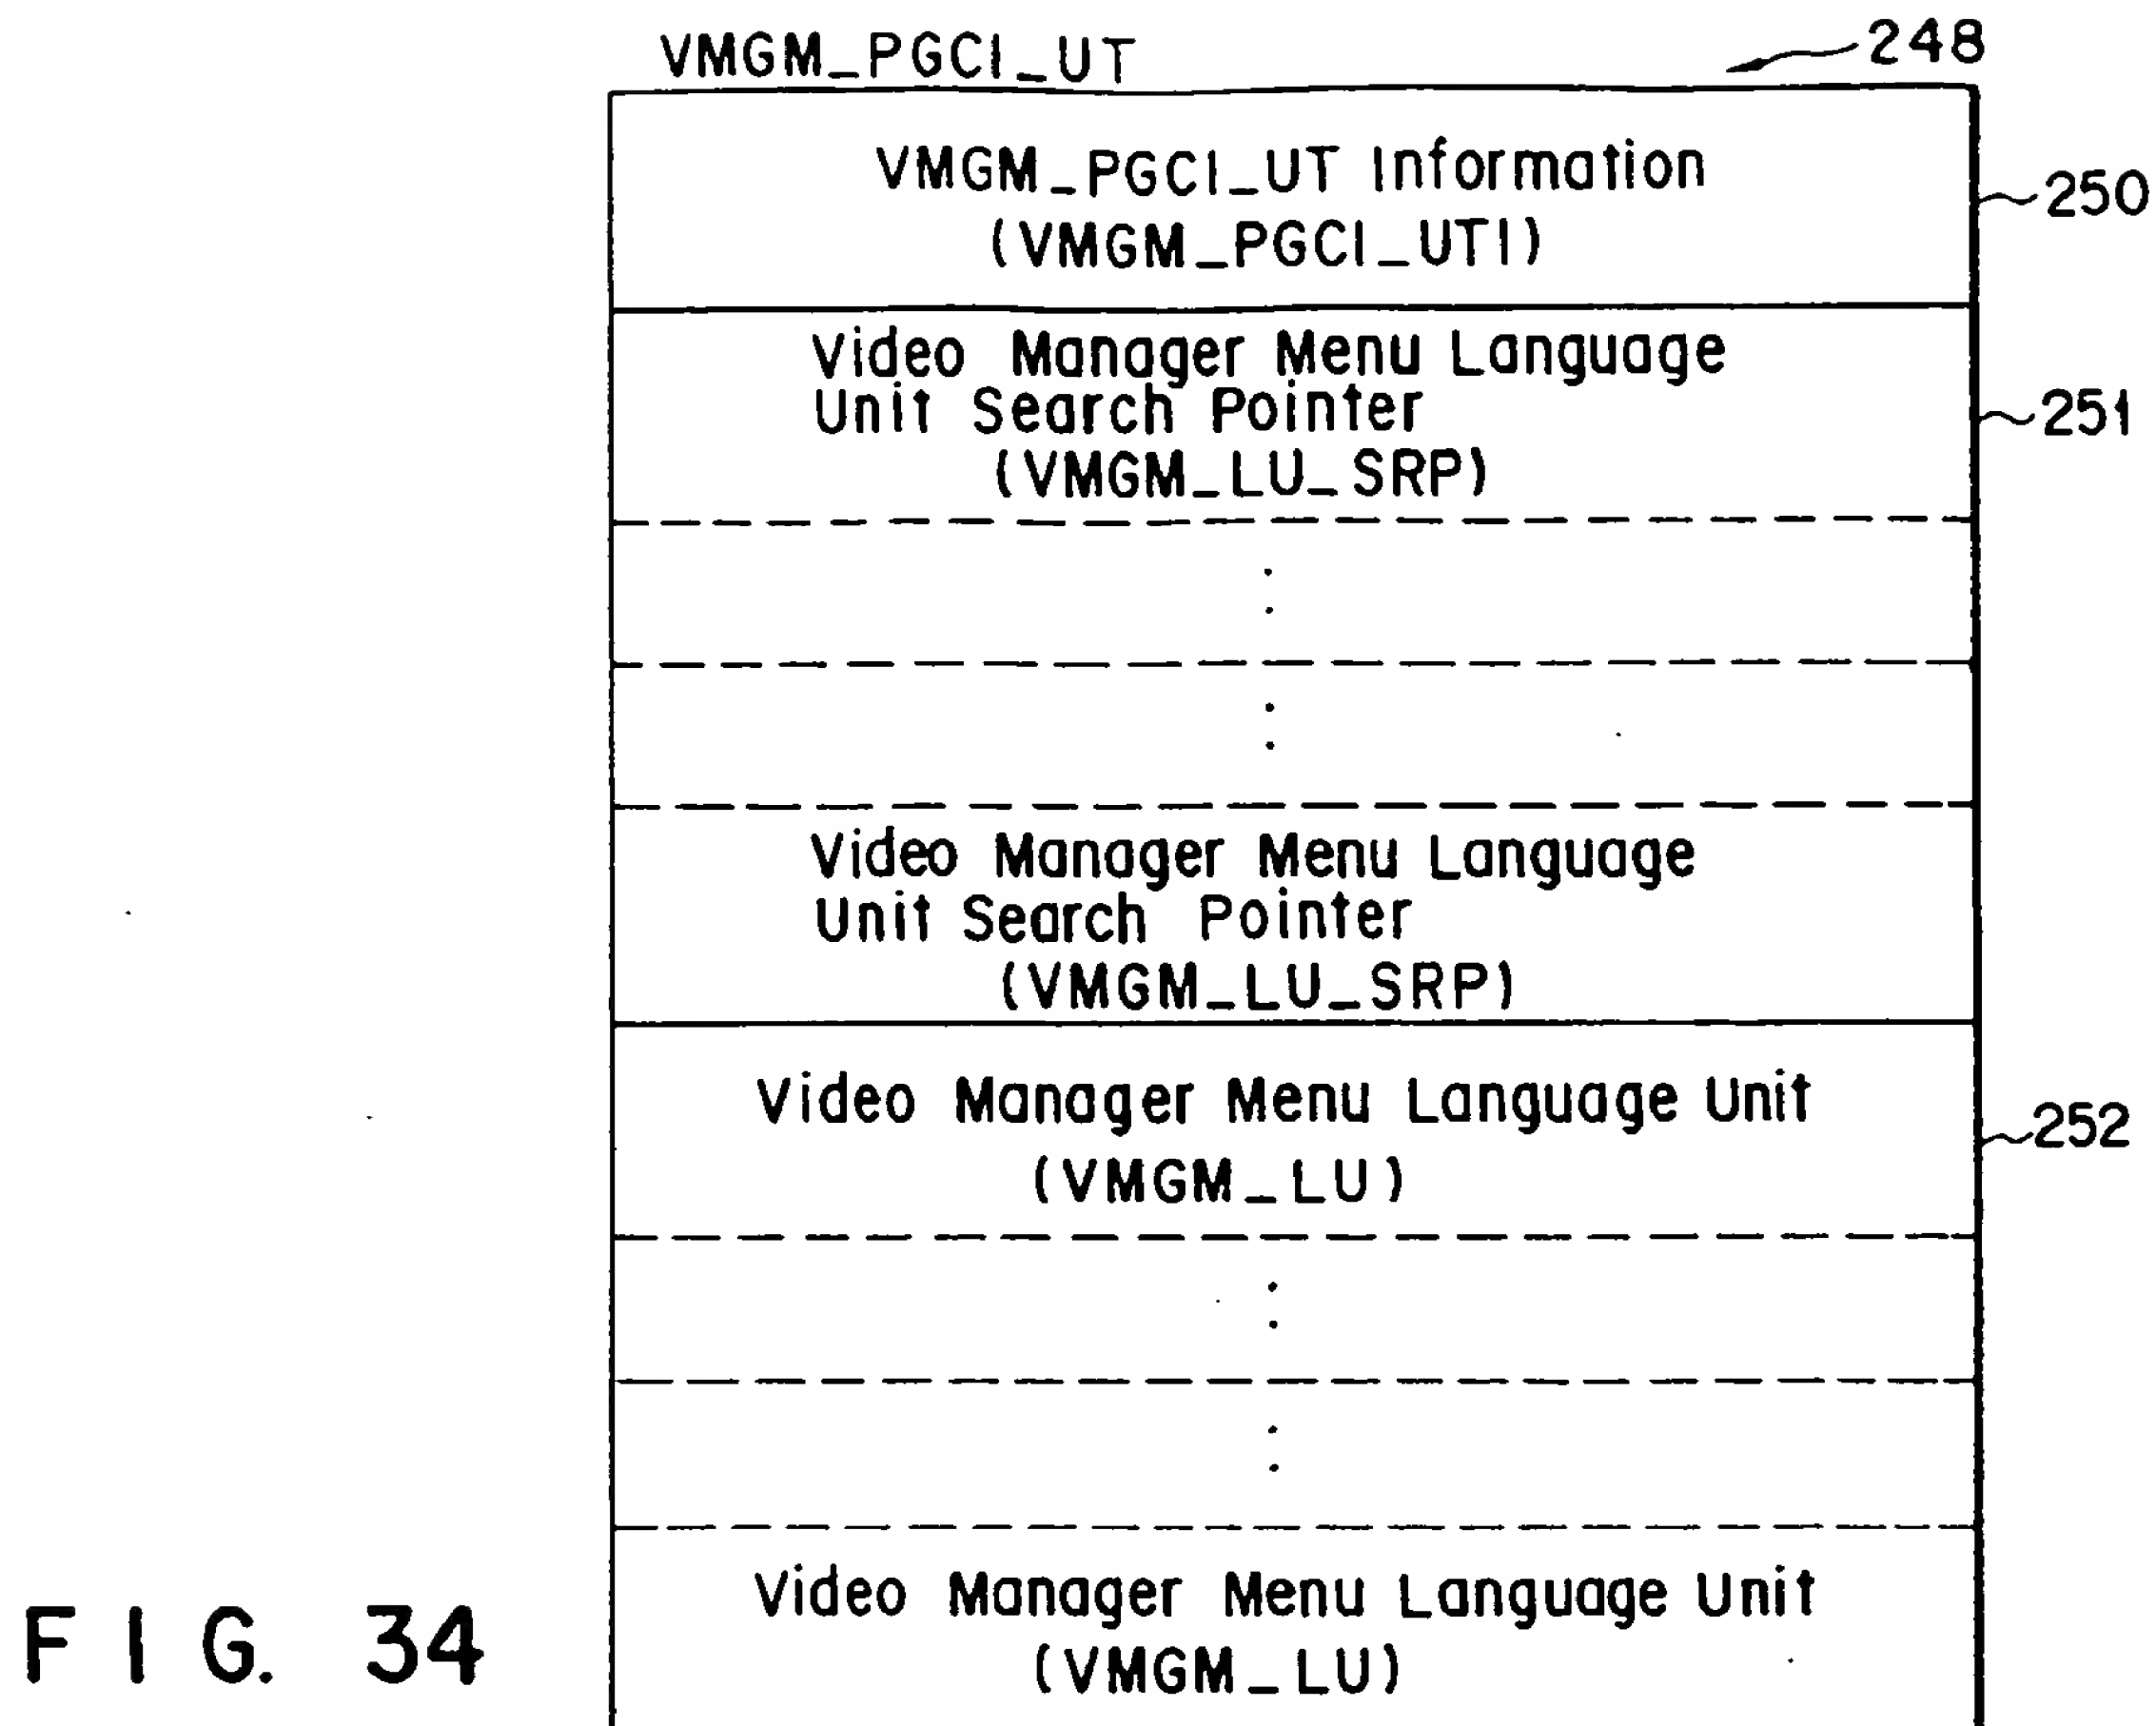 VMGM_PGCI_UT
248
VMGM_PGCI_UT Information
(VMGM_PGCI_UTI)
250
Video Manager Menu Language
Unit Search Pointer
(VMGM_LU_SRP)
251
Video Manager Menu Language
Unit Search Pointer
(VMGM_LU_SRP)
Video Manager Menu Language Unit
(VMGM_LU)
252
Video Manager Menu Language Unit
(VMGM_LU)
FIG. 34